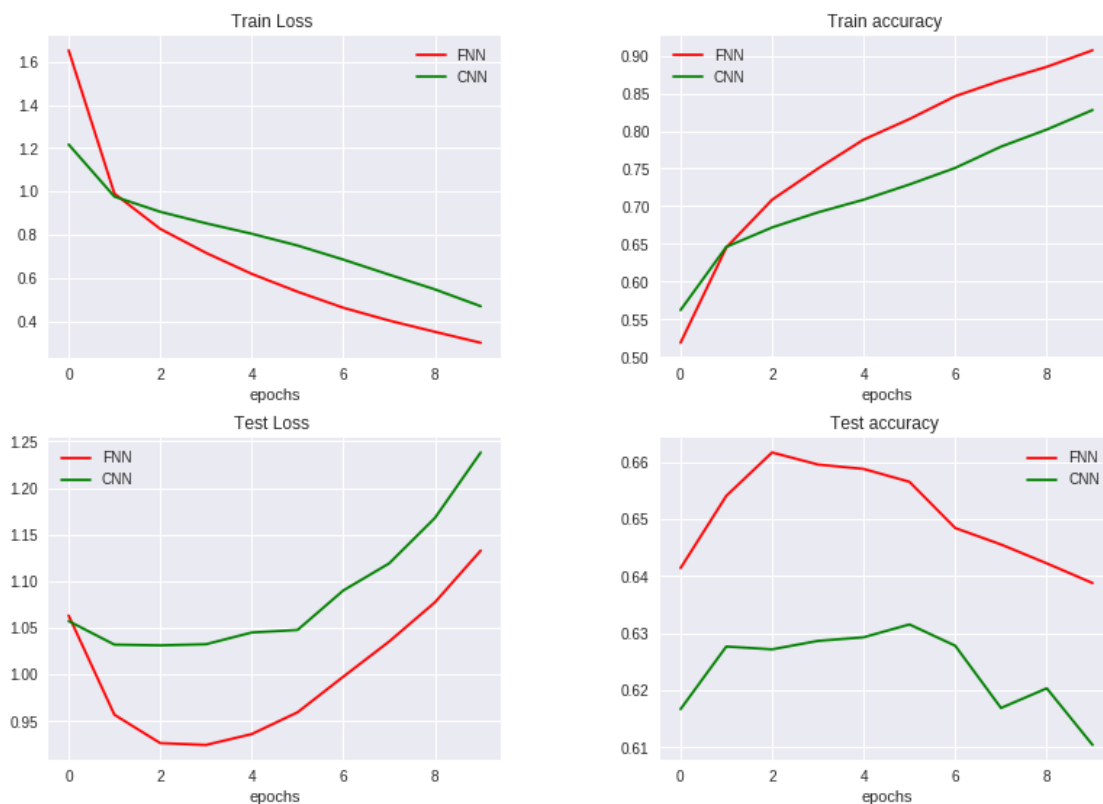 Train Loss
FNN
CNN
1.6
1.4
1.2
1.0
0.8
0.6
0.4
0 2 4 6 8
epochs
Train accuracy
FNN
CNN
0.90
0.85
0.80
0.75
0.70
0.65
0.60
0.55
0.50
0 2 4 6 8
epochs
Test Loss
FNN
CNN
1.25
1.20
1.15
1.10
1.05
1.00
0.95
0 2 4 6 8
epochs
Test accuracy
FNN
CNN
0.66
0.65
0.64
0.63
0.62
0.61
0 2 4 6 8
epochs